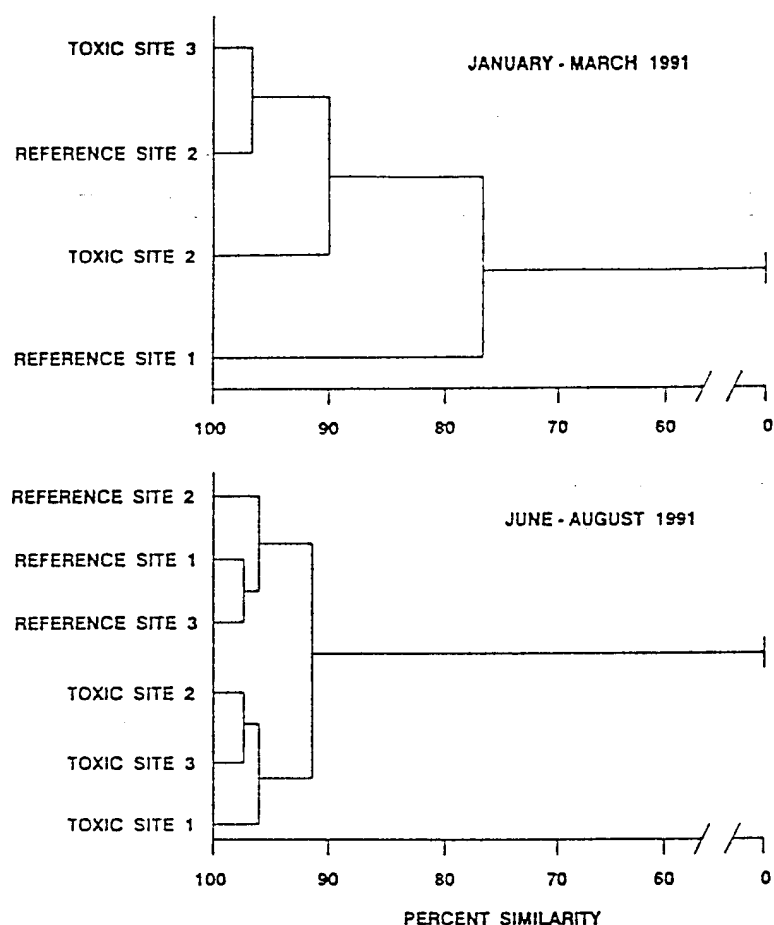 JANUARY - MARCH 1991
TOXIC SITE 3
REFERENCE SITE 2
TOXIC SITE 2
REFERENCE SITE 1
100 90 80 70 60 0
JUNE - AUGUST 1991
REFERENCE SITE 2
REFERENCE SITE 1
REFERENCE SITE 3
TOXIC SITE 2
TOXIC SITE 3
TOXIC SITE 1
100 90 80 70 60 0
PERCENT SIMILARITY